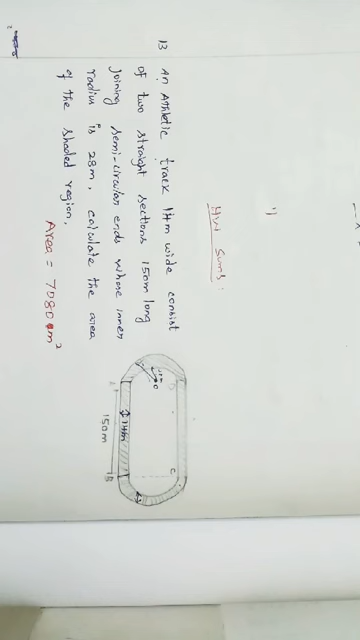 HW Sums:
13 An Athletic track 14m wide consist
of two straight sections 150m long
joining semi-circular ends whose inner
radius is 28m. calculate the area
of the shaded region.
Area = 7080 m²
C
O
14m
B
150m